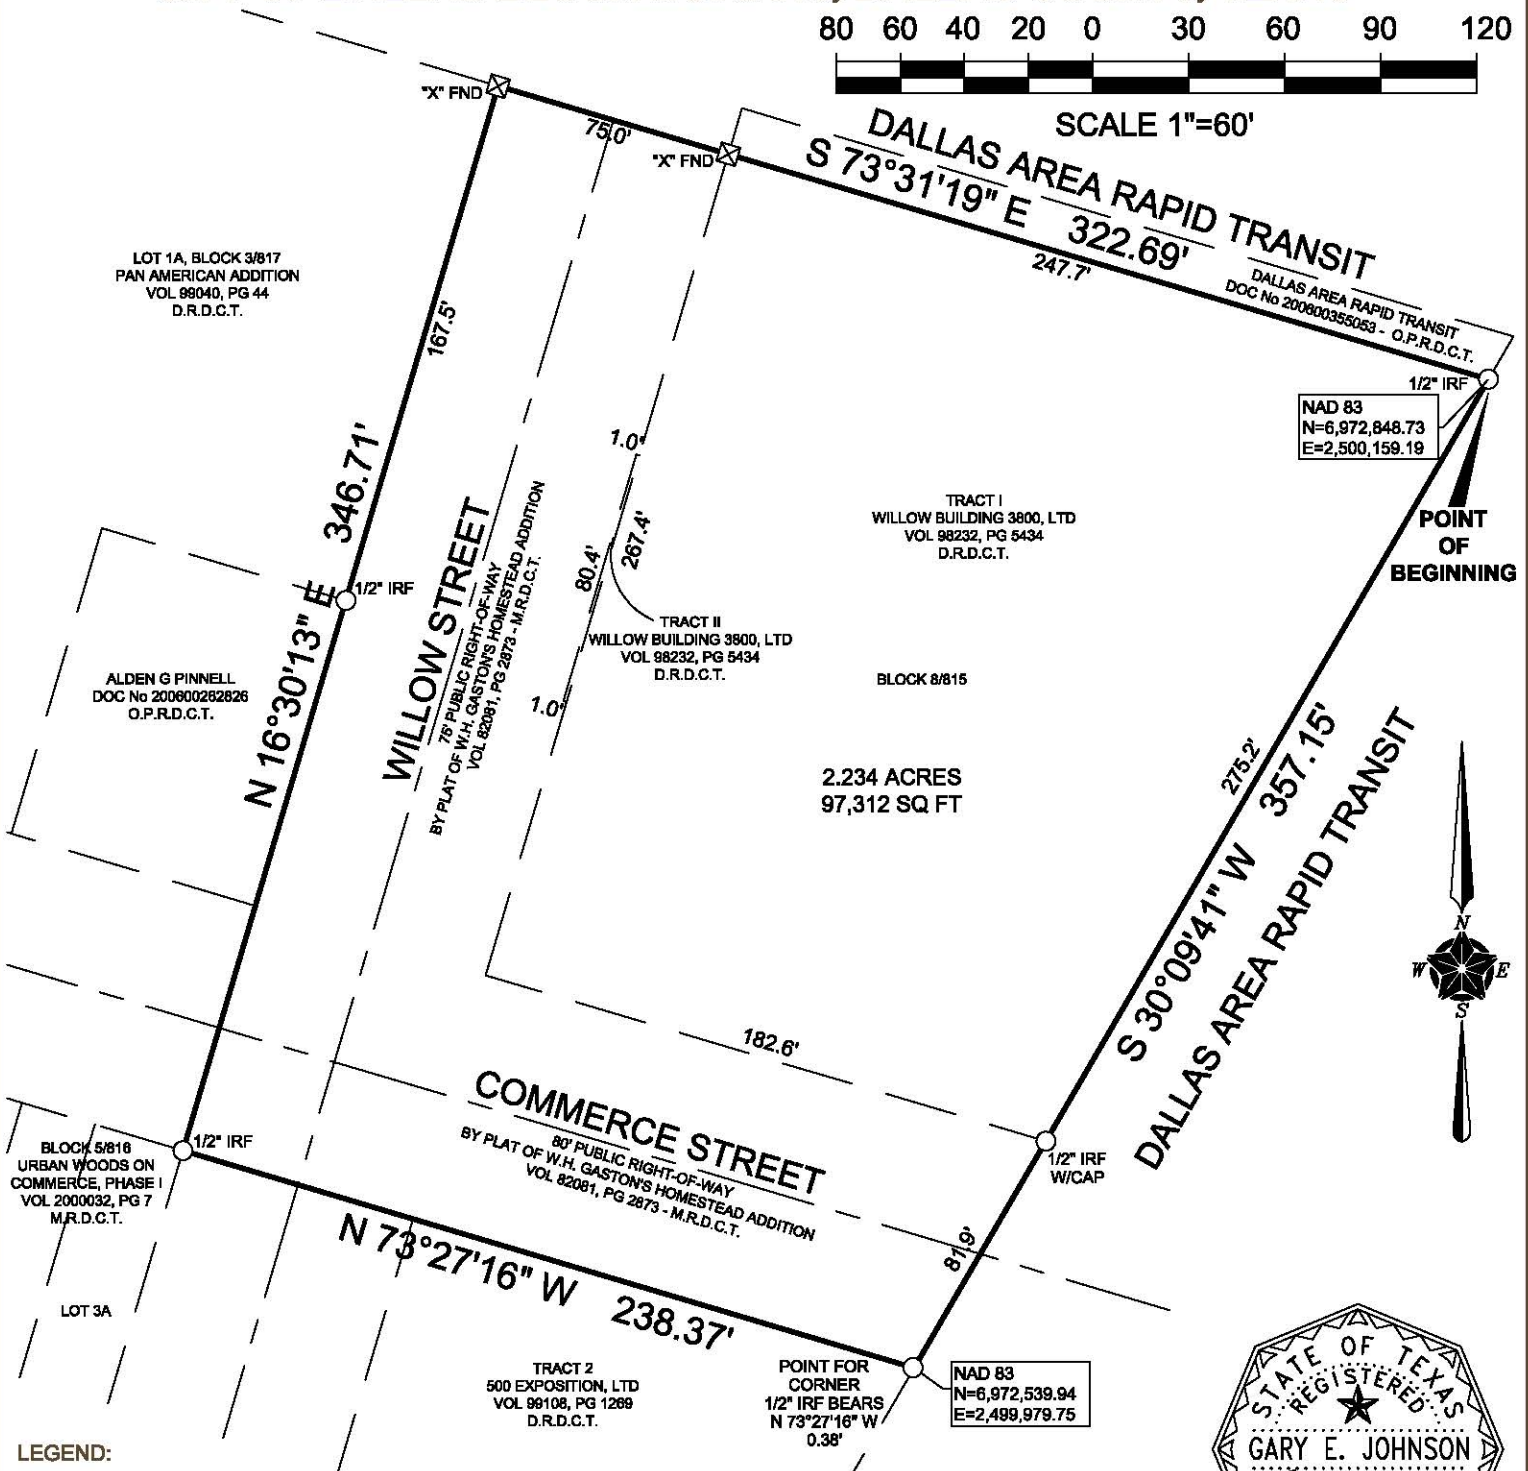 80 60 40 20 0 30 60 90 120
SCALE 1"=60'
"X" FND
75.0'
"X" FND
DALLAS AREA RAPID TRANSIT
S 73°31'19" E 322.69'
247.7'
DALLAS AREA RAPID TRANSIT
DOC No 200600355053 - O.P.R.D.C.T.
1/2" IRF
NAD 83
N=6,972,848.73
E=2,500,159.19
POINT
OF
BEGINNING
LOT 1A, BLOCK 3/817
PAN AMERICAN ADDITION
VOL 99040, PG 44
D.R.D.C.T.
167.5'
N 16°30'13" E 346.71'
1/2" IRF
WILLOW STREET
75' PUBLIC RIGHT-OF-WAY
BY PLAT OF W.H. GASTON'S HOMESTEAD ADDITION
VOL 82081, PG 2873 - M.R.D.C.T.
1.0'
80.4'
267.4'
1.0'
TRACT I
WILLOW BUILDING 3800, LTD
VOL 98232, PG 5434
D.R.D.C.T.
TRACT II
WILLOW BUILDING 3800, LTD
VOL 98232, PG 5434
D.R.D.C.T.
BLOCK 8/815
ALDEN G PINNELL
DOC No 200600262826
O.P.R.D.C.T.
2.234 ACRES
97,312 SQ FT
275.2'
S 30°09'41" W 357.15'
DALLAS AREA RAPID TRANSIT
N
W E
S
182.6'
COMMERCE STREET
80' PUBLIC RIGHT-OF-WAY
BY PLAT OF W.H. GASTON'S HOMESTEAD ADDITION
VOL 82081, PG 2873 - M.R.D.C.T.
1/2" IRF
W/CAP
81.9'
1/2" IRF
BLOCK 5/816
URBAN WOODS ON
COMMERCE, PHASE I
VOL 2000032, PG 7
M.R.D.C.T.
N 73°27'16" W 238.37'
LOT 3A
TRACT 2
500 EXPOSITION, LTD
VOL 99108, PG 1269
D.R.D.C.T.
POINT FOR
CORNER
1/2" IRF BEARS
N 73°27'16" W
0.38'
NAD 83
N=6,972,539.94
E=2,499,979.75
STATE OF TEXAS
REGISTERED
GARY E. JOHNSON
LEGEND: